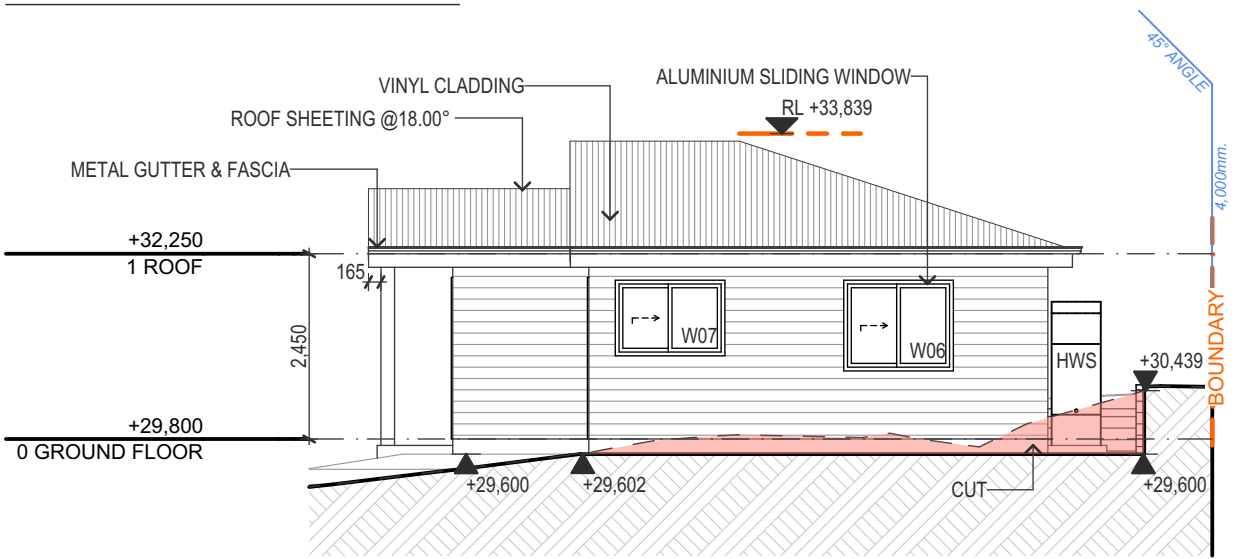 45° ANGLE
VINYL CLADDING
ALUMINIUM SLIDING WINDOW
RL +33,839
ROOF SHEETING @18.00°
METAL GUTTER & FASCIA
4,000mm.
+32,250
1 ROOF
165
2,450
W07
W06
HWS
+30,439
BOUNDARY
+29,800
0 GROUND FLOOR
+29,600
+29,602
CUT
+29,600